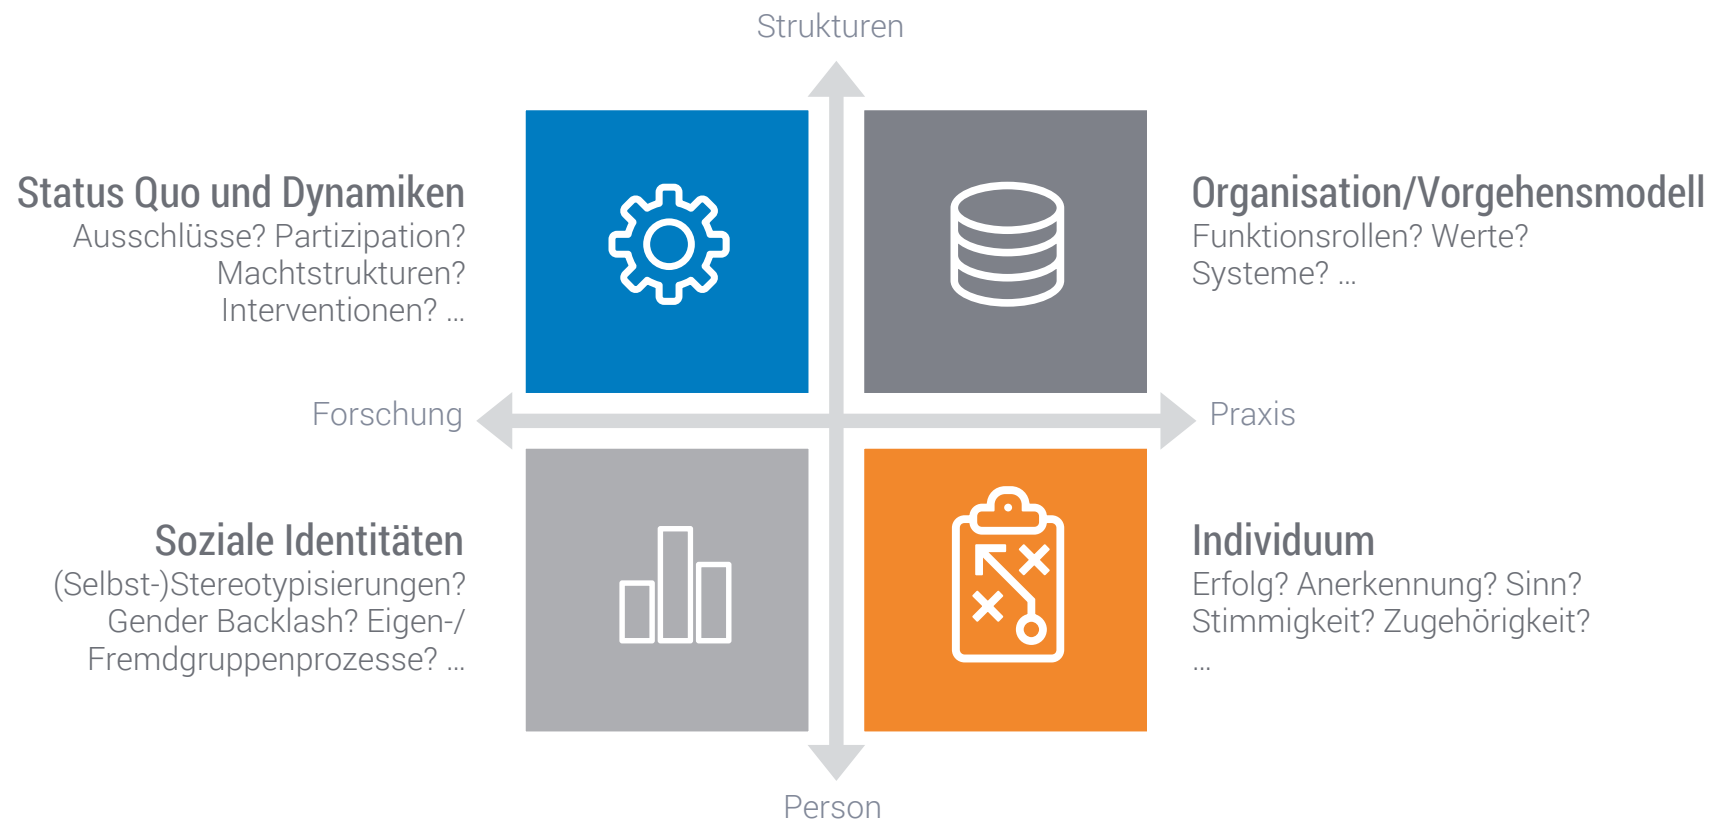 Strukturen
Status Quo und Dynamiken
Ausschlüsse? Partizipation?
Machtstrukturen?
Interventionen? ...
Organisation/Vorgehensmodell
Funktionsrollen? Werte?
Systeme? ...
Forschung
Praxis
Soziale Identitäten
(Selbst-)Stereotypisierungen?
Gender Backlash? Eigen-/
Fremdgruppenprozesse? ...
Individuum
Erfolg? Anerkennung? Sinn?
Stimmigkeit? Zugehörigkeit?
...
Person